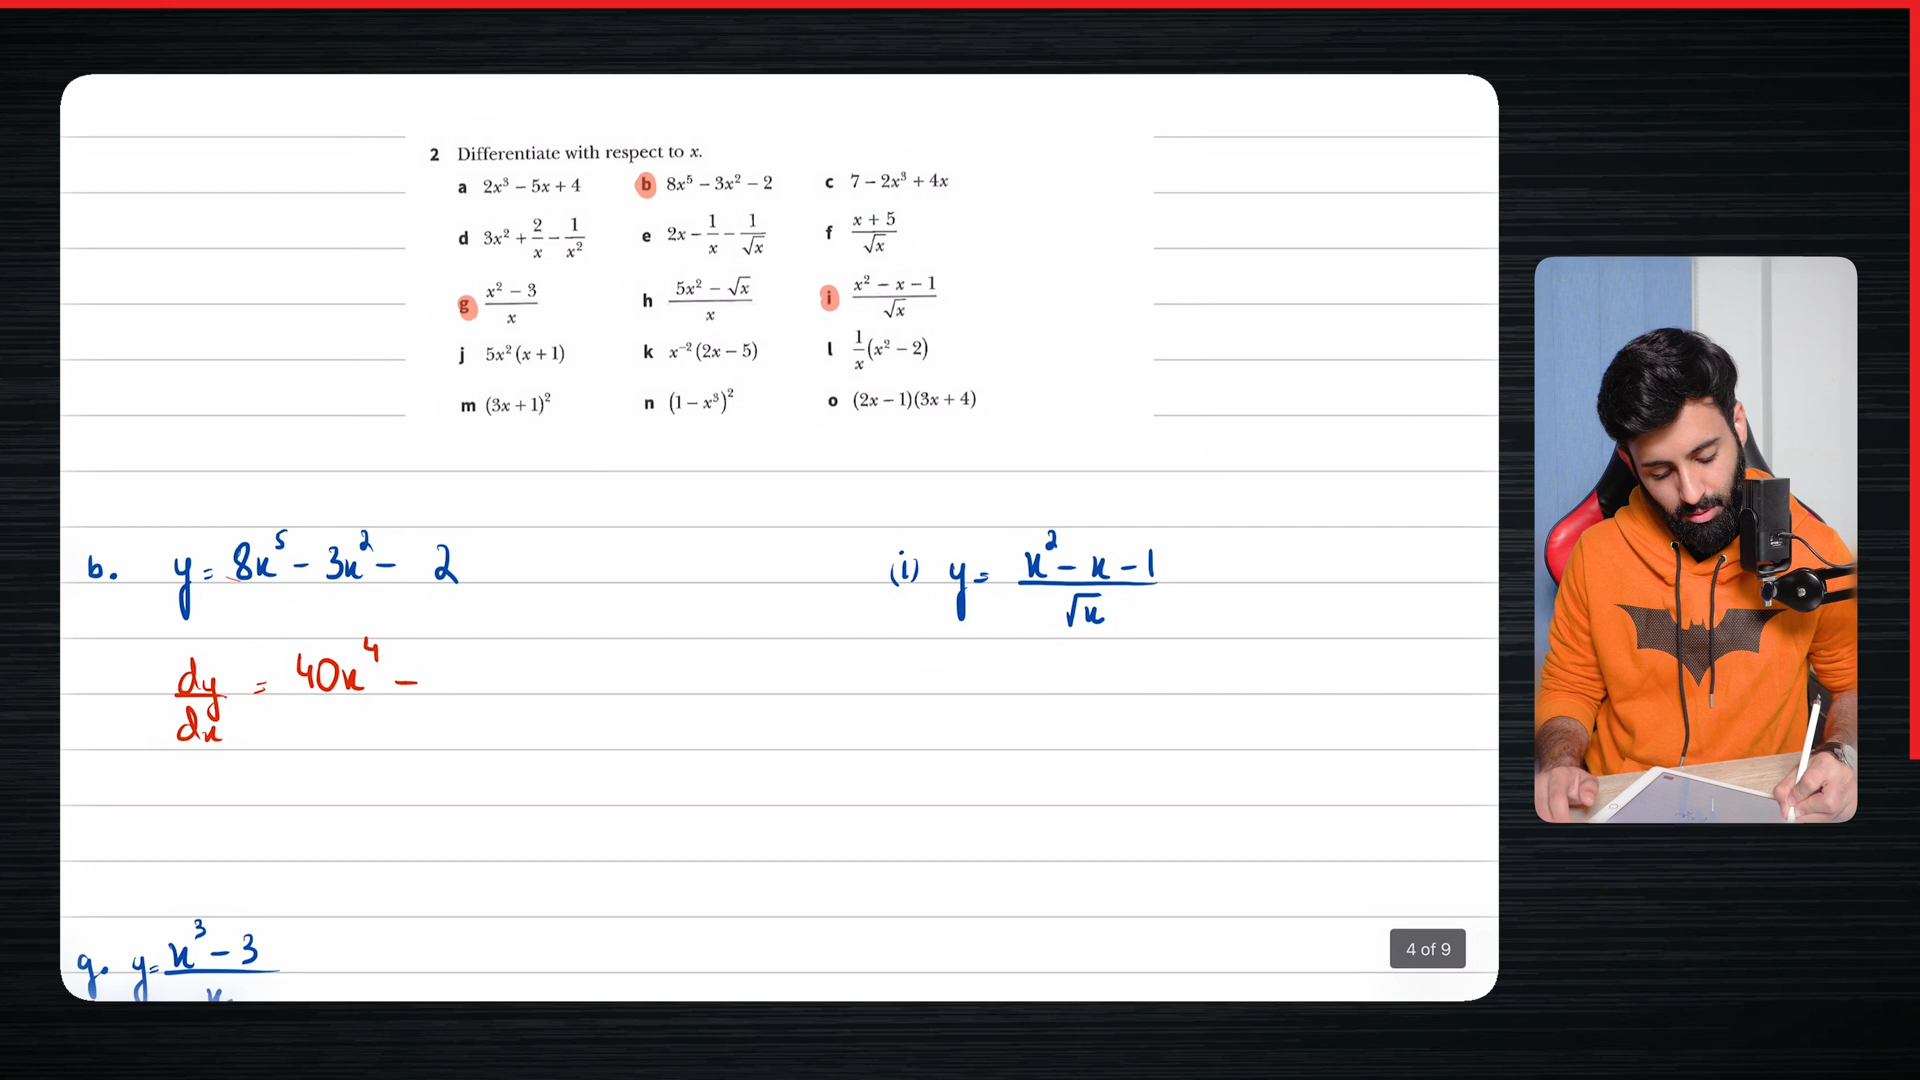 2 Differentiate with respect to x.
a 2x³ − 5x + 4 b 8x⁵ − 3x² − 2 c 7 − 2x³ + 4x
d 3x² + 2/x − 1/x² e 2x − 1/x − 1/√x f (x + 5)/√x
g (x² − 3)/x h (5x² − √x)/x i (x² − x − 1)/√x
j 5x²(x + 1) k x⁻²(2x − 5) l 1/x(x² − 2)
m (3x + 1)² n (1 − x³)² o (2x − 1)(3x + 4)
b. y = 8x⁵ − 3x² − 2
dy/dx = 40x⁴ −
(i) y = (x² − x − 1)/√x
g. y = (x³ − 3)/x
4 of 9